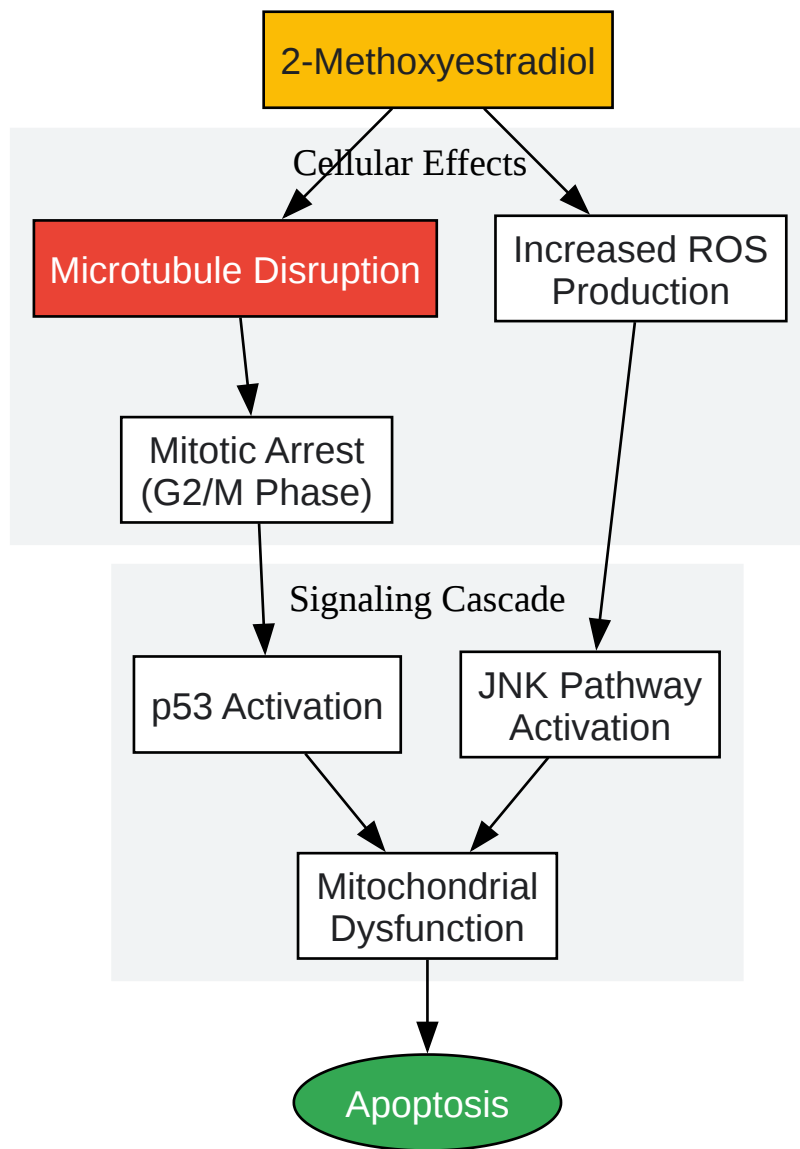 2-Methoxyestradiol
Cellular Effects
Microtubule Disruption
Increased ROS
Production
Mitotic Arrest
(G2/M Phase)
Signaling Cascade
p53 Activation
JNK Pathway
Activation
Mitochondrial
Dysfunction
Apoptosis